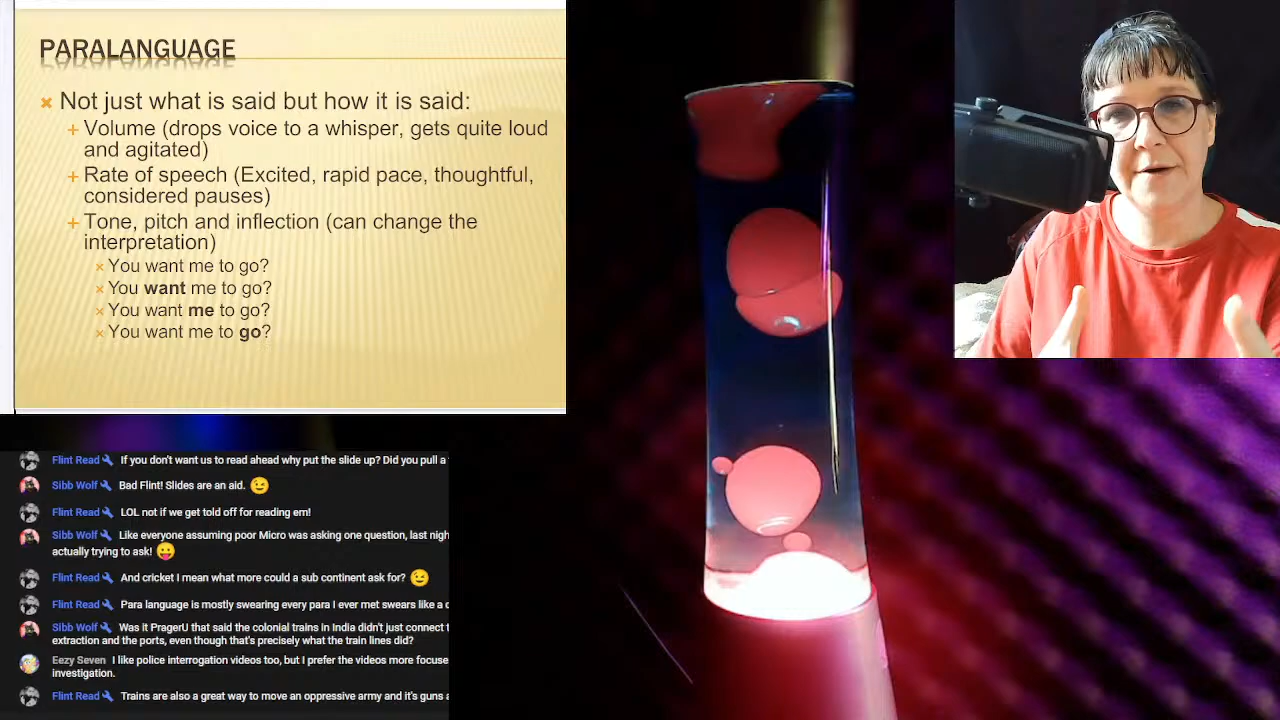 PARALANGUAGE
Not just what is said but how it is said:
Volume (drops voice to a whisper, gets quite loud
and agitated)
Rate of speech (Excited, rapid pace, thoughtful,
considered pauses)
Tone, pitch and inflection (can change the
interpretation)
You want me to go?
You want me to go?
You want me to go?
You want me to go?
Flint Read If you don't want us to read ahead why put the slide up? Did you pull a
Sibb Wolf Bad Flint! Slides are an aid. 😉
Flint Read LOL not if we get told off for reading em!
Sibb Wolf Like everyone assuming poor Micro was asking one question, last
actually trying to ask! 😛
Flint Read And cricket I mean what more could a sub continent ask for? 😉
Flint Read Para language is mostly swearing every para I ever met swears like a
Sibb Wolf Was it PragerU that said the colonial trains in India didn't just connect
extraction and the ports, even though that's precisely what the train lines did?
Eezy Seven I like police interrogation videos too, but I prefer the videos more
investigation.
Flint Read Trains are also a great way to move an oppressive army and it's guns